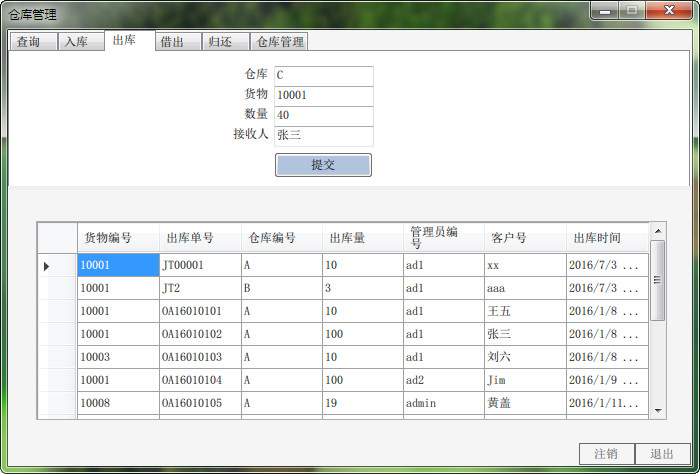 仓库管理
查询 入库 出库 借出 归还 仓库管理
仓库 C
货物 10001
数量 40
接收人 张三
提交
货物编号 出库单号 仓库编号 出库量 管理员编号 客户号 出库时间
10001 JT00001 A 10 ad1 xx 2016/7/3 ...
10001 JT2 B 3 ad1 aaa 2016/7/3 ...
10001 OA16010101 A 10 ad1 王五 2016/1/8 ...
10001 OA16010102 A 100 ad1 张三 2016/1/8 ...
10003 OA16010103 A 10 ad1 刘六 2016/1/8 ...
10001 OA16010104 A 100 ad2 Jim 2016/1/9 ...
10008 OA16010105 A 19 admin 黄盖 2016/1/11...
注销 退出